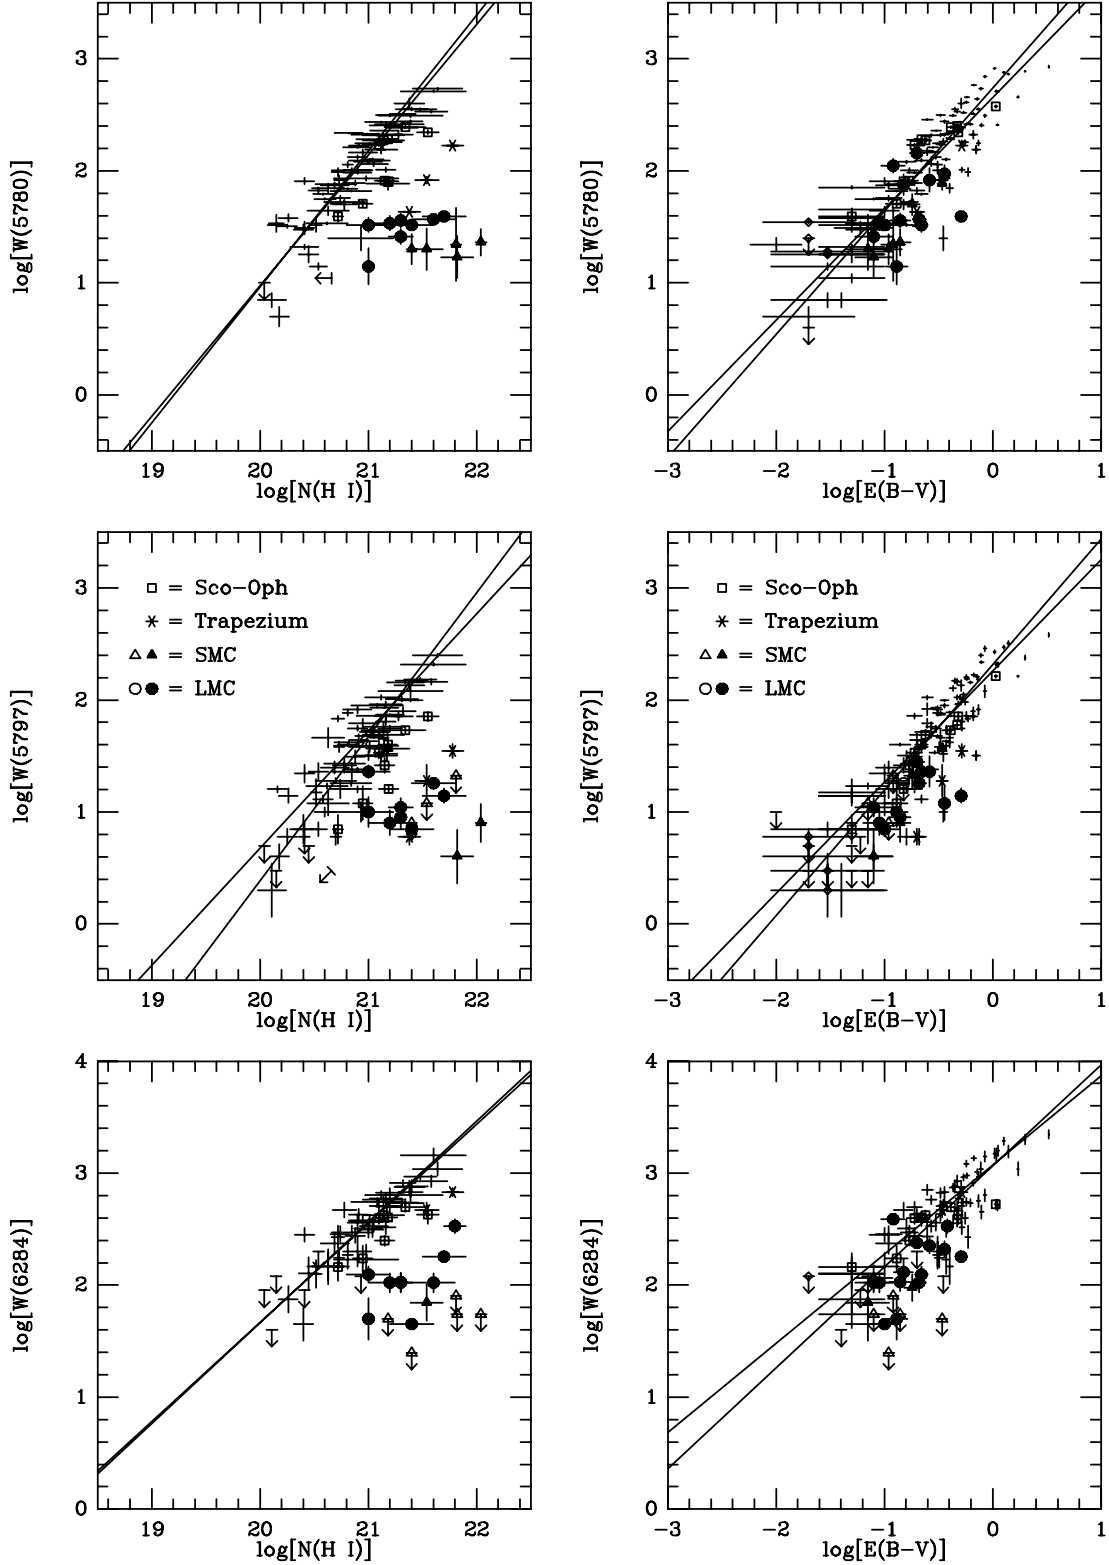 3
2
1
0
log[W(5780)]
19 20 21 22
log[N(H I)]
3
2
1
0
log[W(5780)]
−3 −2 −1 0 1
log[E(B−V)]
3
2
1
0
log[W(5797)]
□ = Sco−Oph
* = Trapezium
△ ▲ = SMC
○ ● = LMC
19 20 21 22
log[N(H I)]
3
2
1
0
log[W(5797)]
□ = Sco−Oph
* = Trapezium
△ ▲ = SMC
○ ● = LMC
−3 −2 −1 0 1
log[E(B−V)]
4
3
2
1
0
log[W(6284)]
19 20 21 22
log[N(H I)]
4
3
2
1
0
log[W(6284)]
−3 −2 −1 0 1
log[E(B−V)]